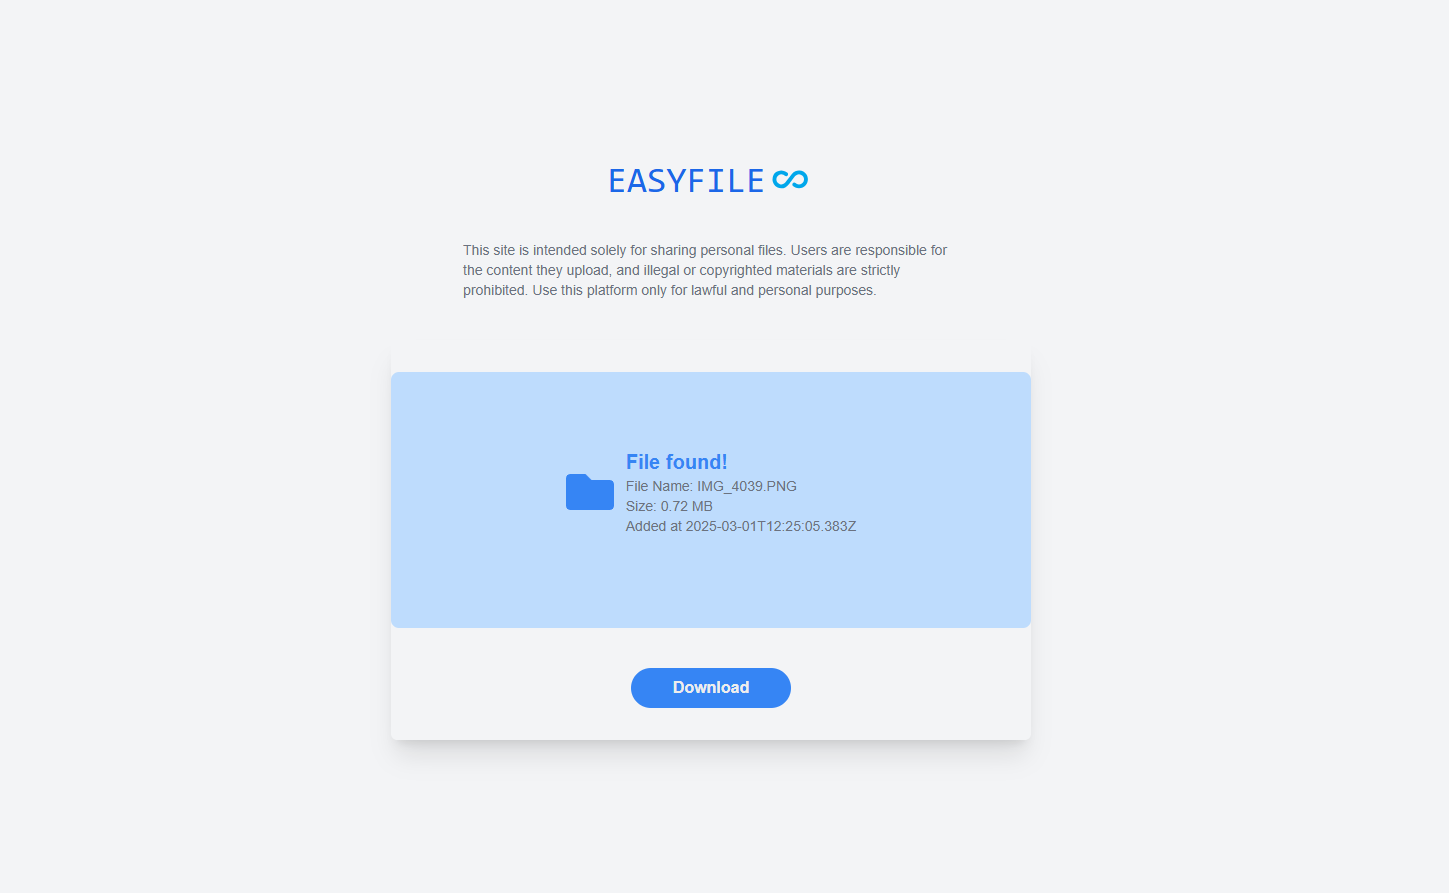 EASYFILE
This site is intended solely for sharing personal files. Users are responsible for
the content they upload, and illegal or copyrighted materials are strictly
prohibited. Use this platform only for lawful and personal purposes.
File found!
File Name: IMG_4039.PNG
Size: 0.72 MB
Added at 2025-03-01T12:25:05.383Z
Download